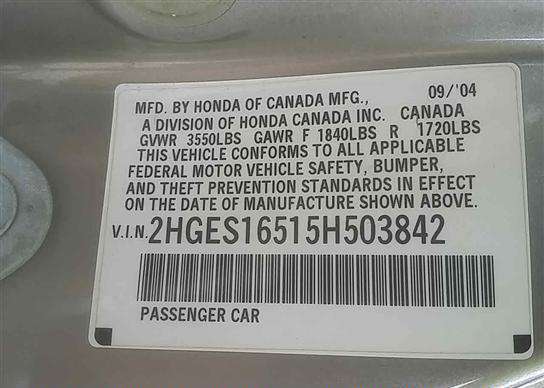 MFD. BY HONDA OF CANADA MFG., 09/'04
A DIVISION OF HONDA CANADA INC. CANADA
GVWR 3550LBS GAWR F 1840LBS R 1720LBS
THIS VEHICLE CONFORMS TO ALL APPLICABLE
FEDERAL MOTOR VEHICLE SAFETY, BUMPER,
AND THEFT PREVENTION STANDARDS IN EFFECT
ON THE DATE OF MANUFACTURE SHOWN ABOVE.
V.I.N. 2HGES16515H503842
PASSENGER CAR